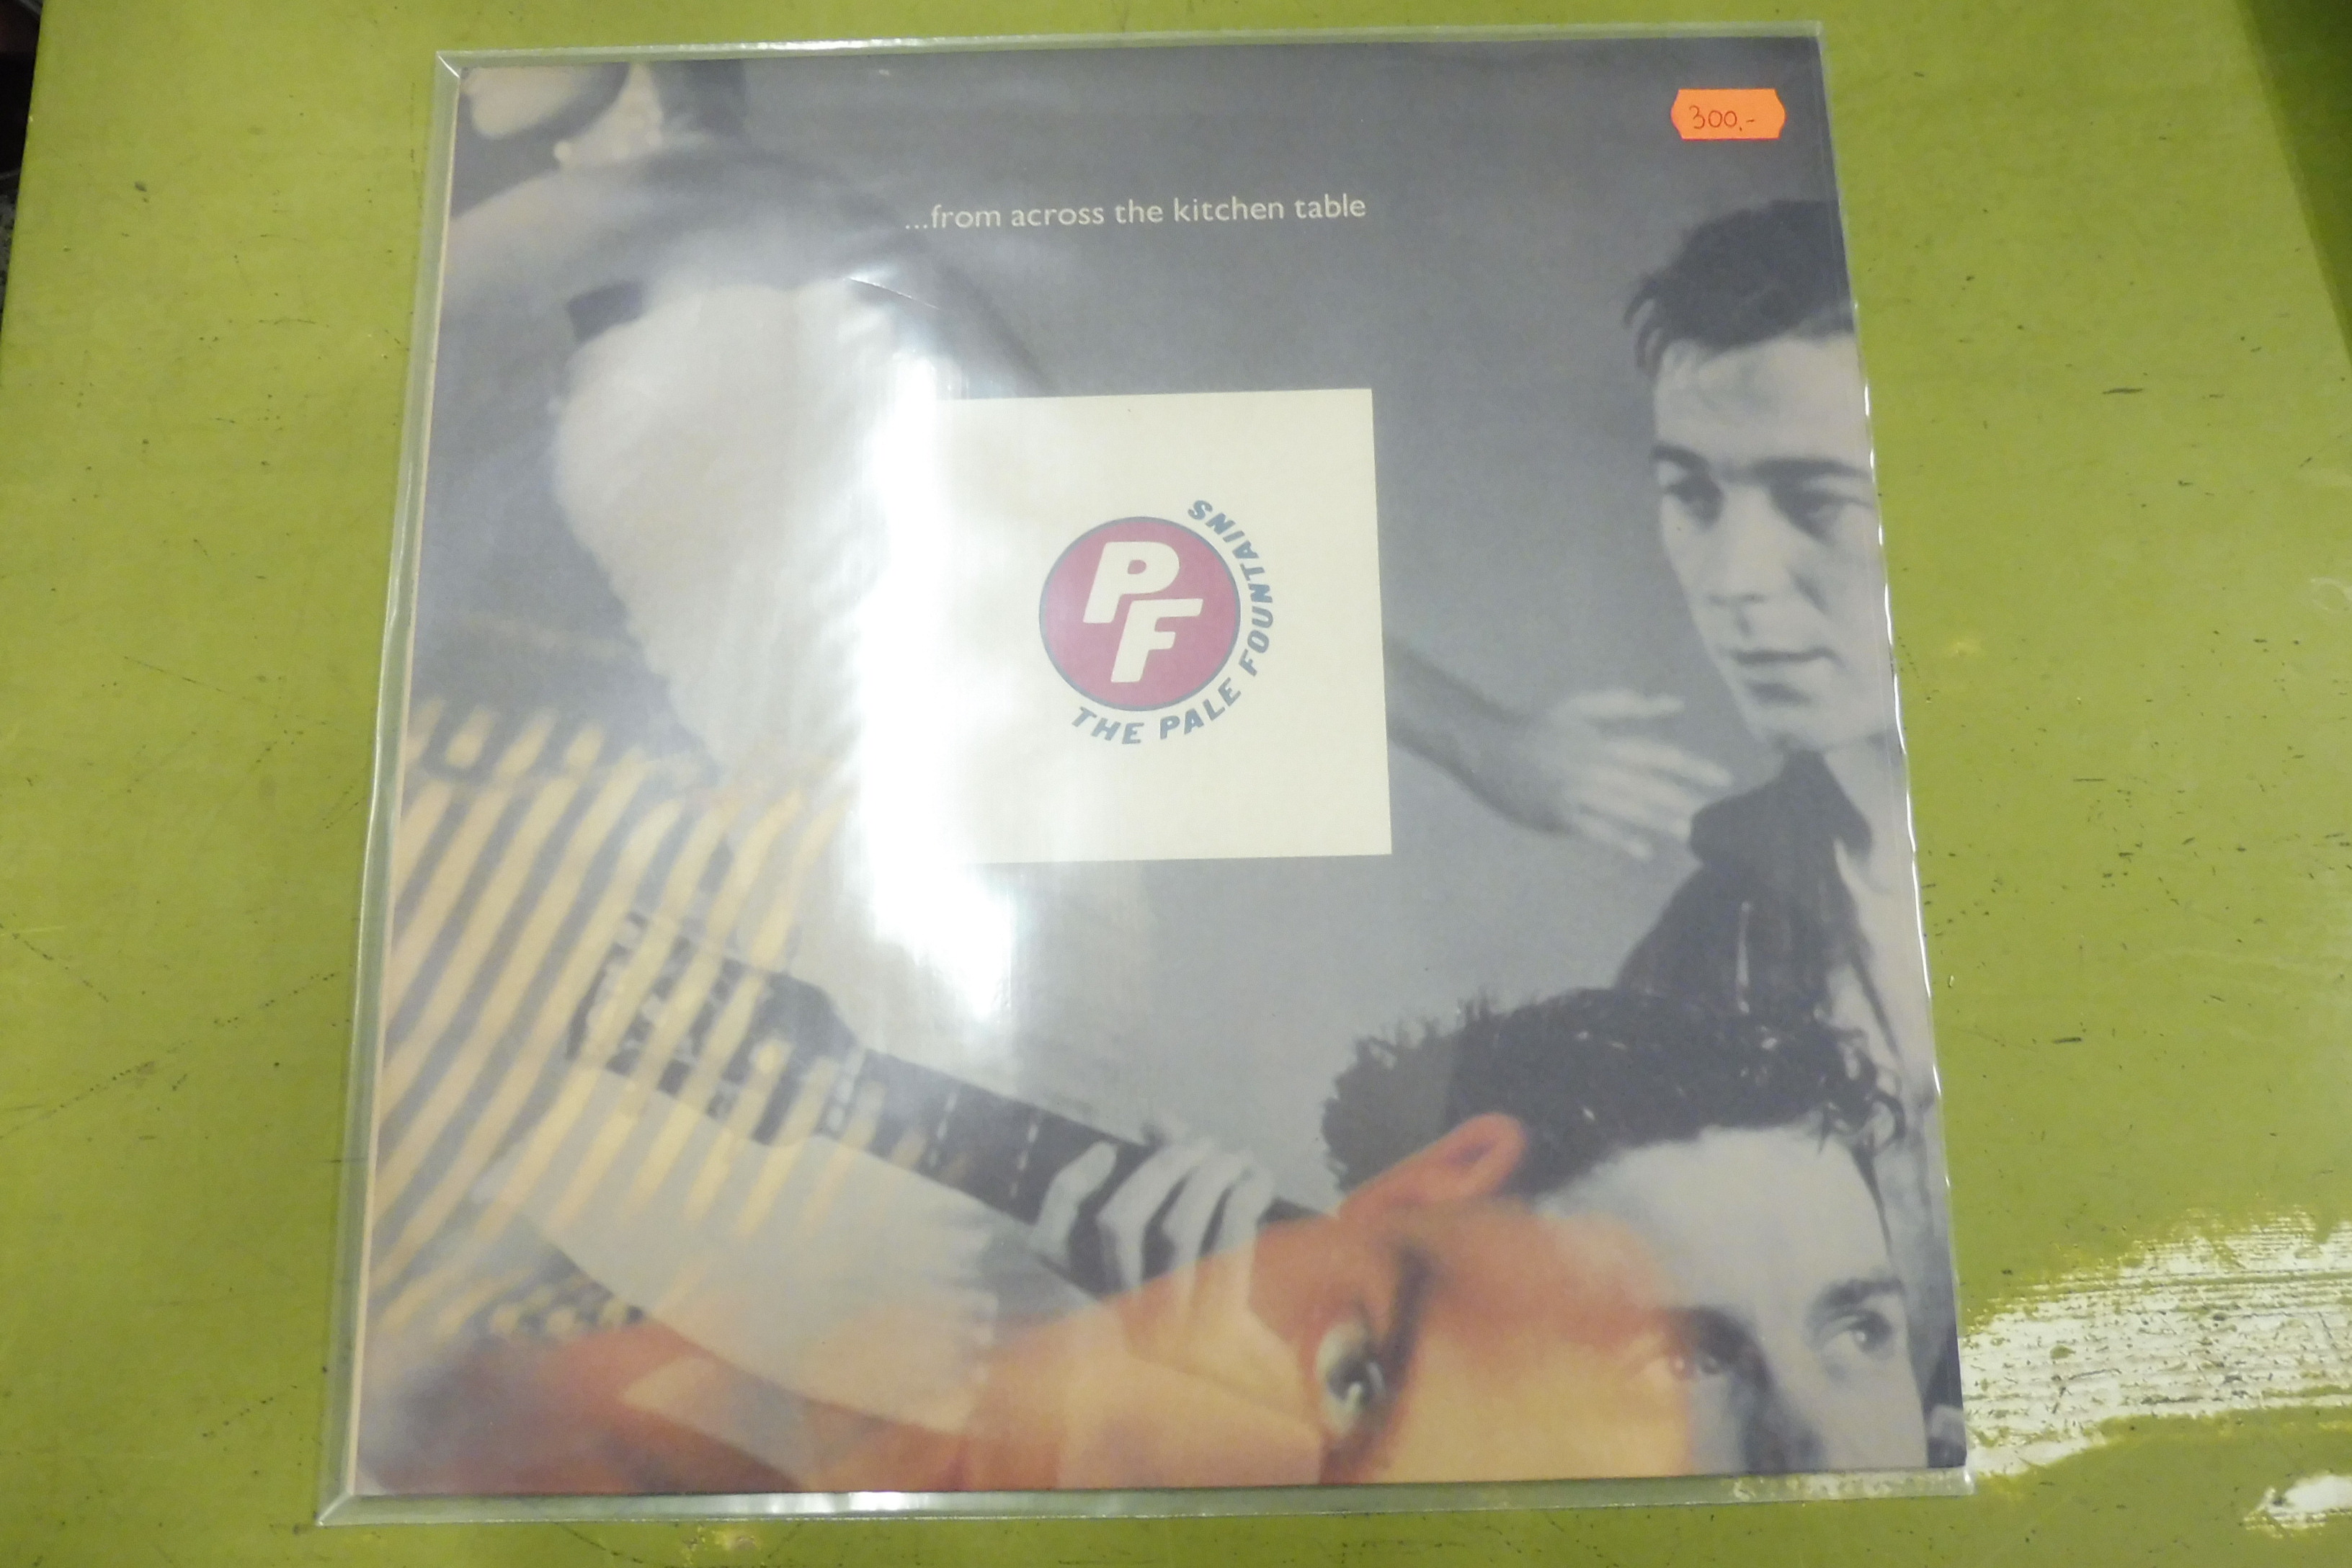 300,-
...from across the kitchen table
PF
THE PALE FOUNTAINS